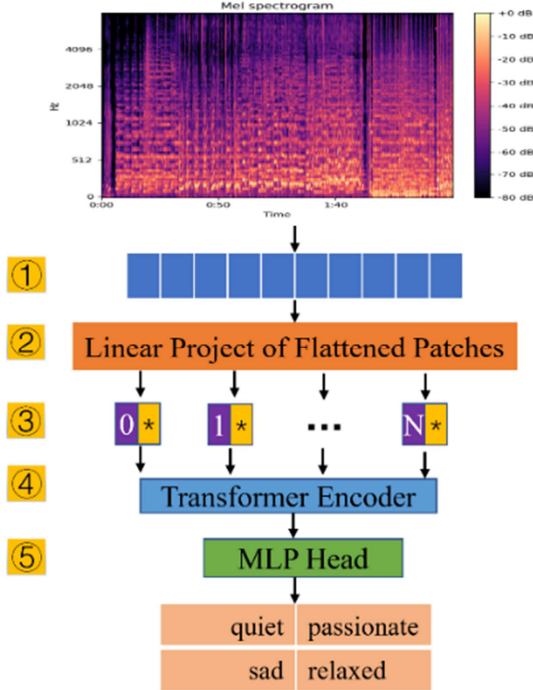 Mel spectrogram
+0 dB
-10 dB
-20 dB
-30 dB
-40 dB
-50 dB
-60 dB
-70 dB
-80 dB
Hz
4096
2048
1024
512
0
0:00
0:50
1:40
Time
①
② Linear Project of Flattened Patches
③ 0 * 1 * ... N *
④ Transformer Encoder
⑤ MLP Head
quiet passionate
sad relaxed